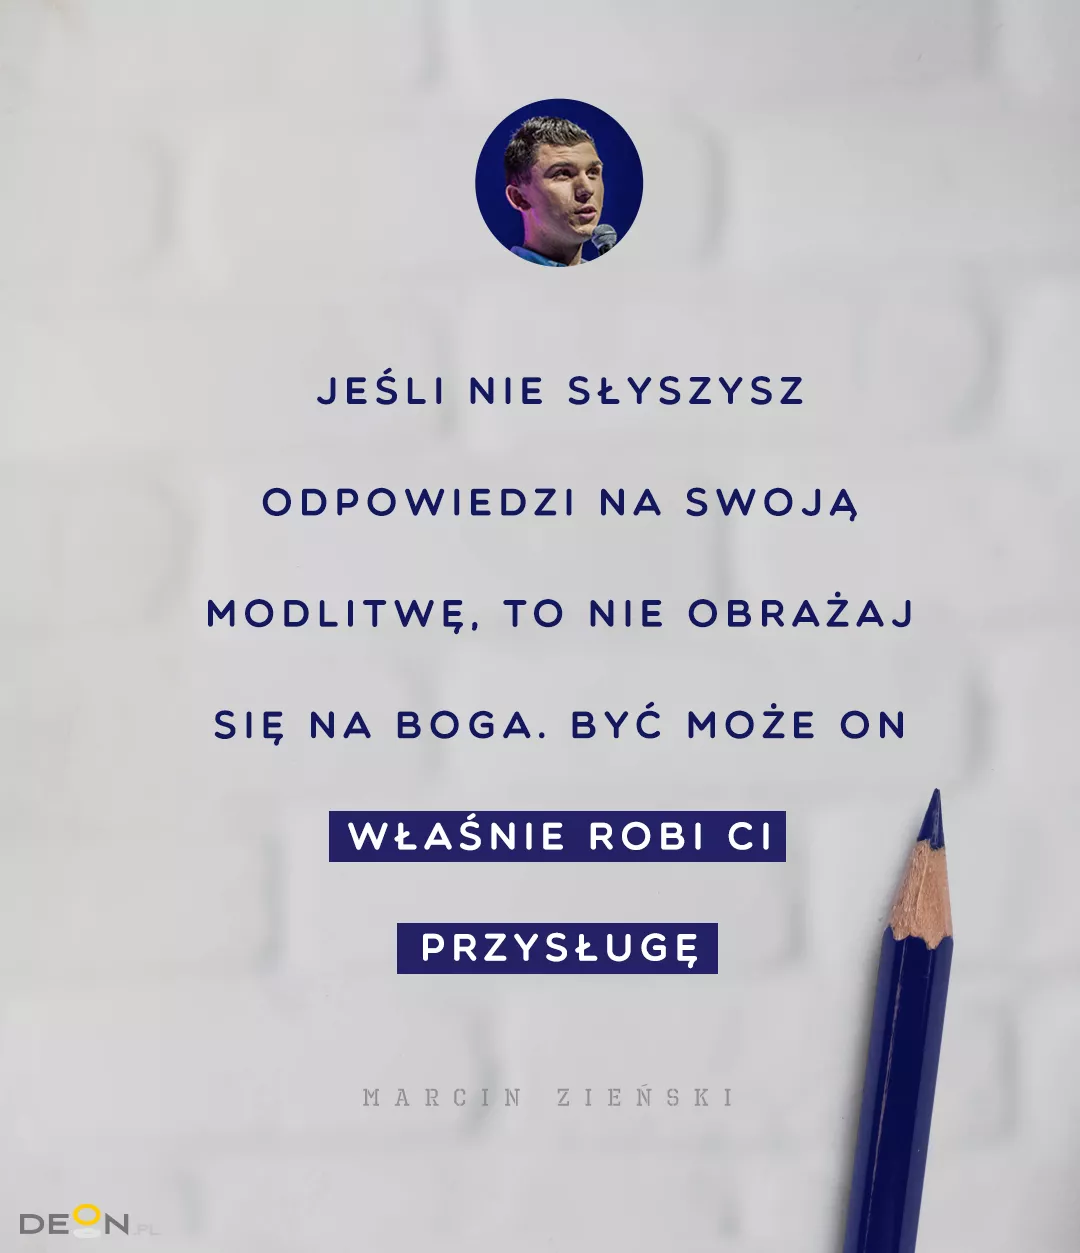 JEŚLI NIE SŁYSZYSZ
ODPOWIEDZI NA SWOJĄ
MODLITWĘ, TO NIE OBRAŻAJ
SIĘ NA BOGA. BYĆ MOŻE ON
WŁAŚNIE ROBI CI
PRZYSŁUGĘ
MARCIN ZIEŃSKI
DEON.PL